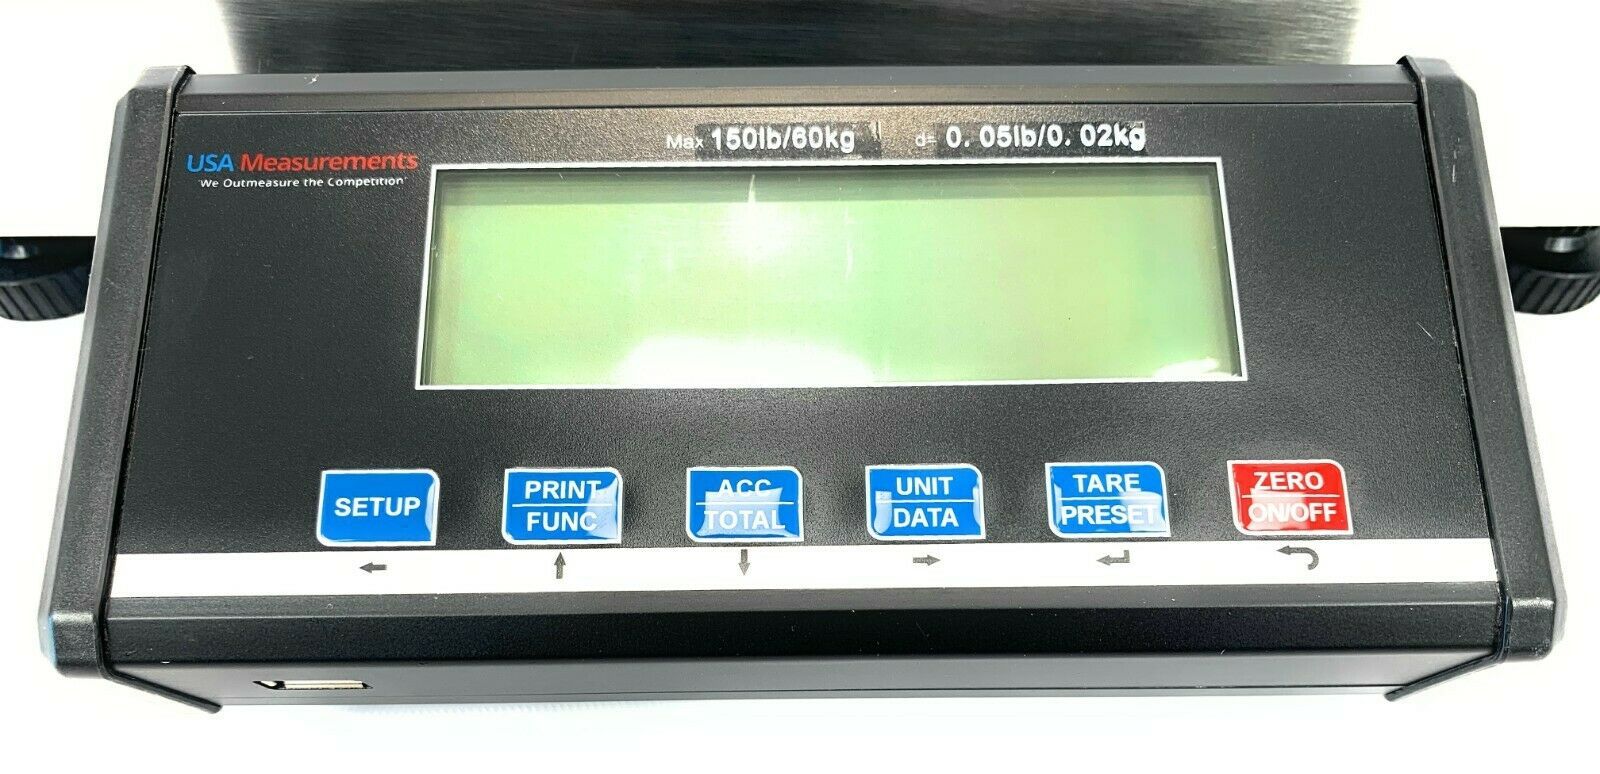 Max 150lb/60kg d= 0.05lb/0.02kg
USA Measurements
"We Outmeasure the Competition"
SETUP
PRINT
FUNC
ACC
TOTAL
UNIT
DATA
TARE
PRESET
ZERO
ON/OFF